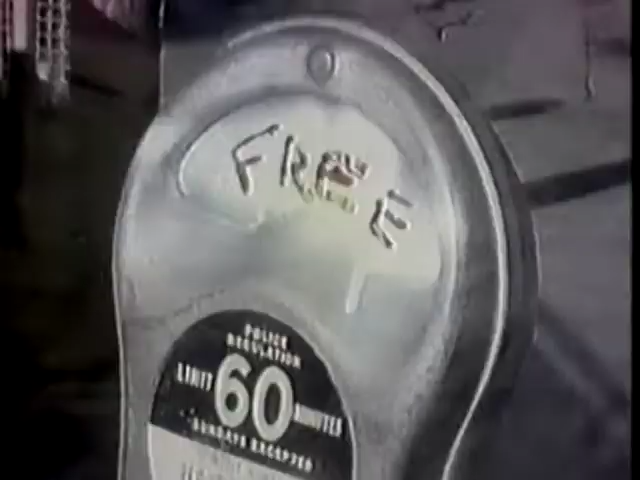 FREE
POLICE
REGULATION
LIMIT 60 MINUTES
SUNDAYS EXCEPTED